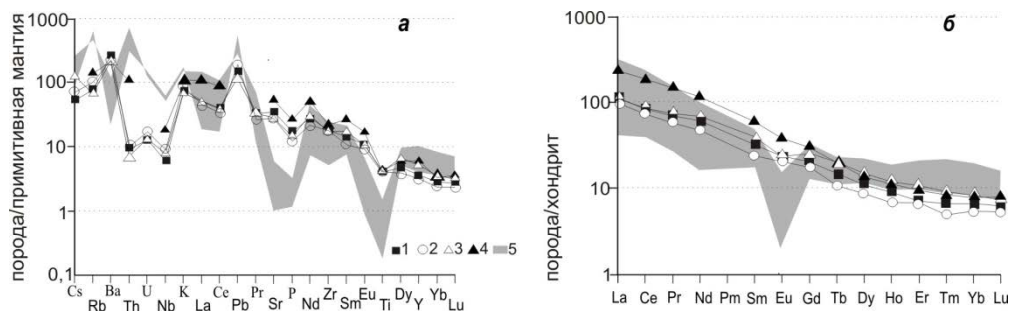 а
порода/примитивная мантия
1000
100
10
1
0,1
Cs Ba U K Ce Pr P Zr Eu Dy Yb
Rb Th Nb La Pb Sr Nd Sm Ti Y Lu
1 2 3 4 5
б
порода/хондрит
1000
100
10
1
La Ce Pr Nd Pm Sm Eu Gd Tb Dy Ho Er Tm Yb Lu